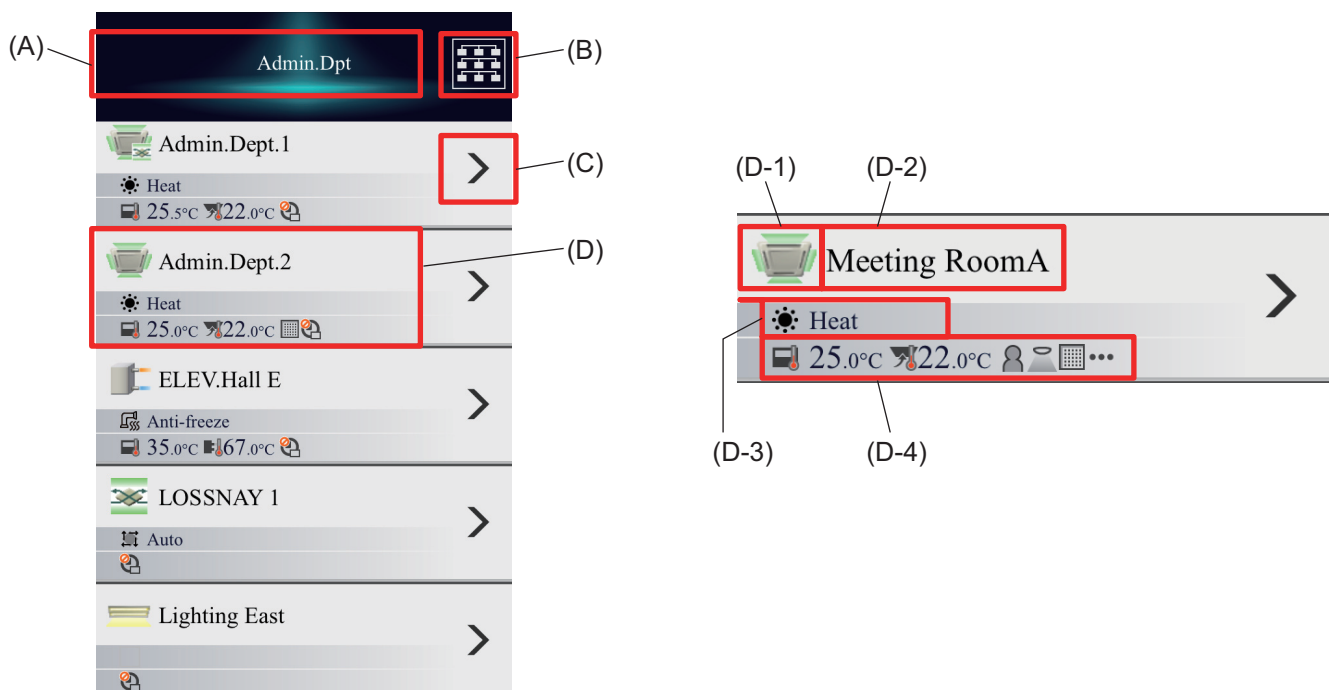 (A)
Admin.Dpt
(B)
Admin.Dept.1
(C)
Heat
25.5°C 22.0°C
Admin.Dept.2
(D)
Heat
25.0°C 22.0°C
ELEV.Hall E
Anti-freeze
35.0°C 67.0°C
LOSSNAY 1
Auto
Lighting East
(D-1)
(D-2)
Meeting RoomA
Heat
25.0°C 22.0°C •••
(D-3)
(D-4)